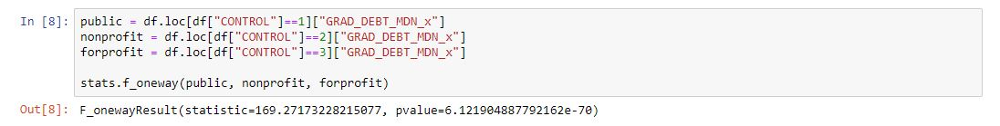 In [8]: public = df.loc[df["CONTROL"]==1]["GRAD_DEBT_MDN_x"]
nonprofit = df.loc[df["CONTROL"]==2]["GRAD_DEBT_MDN_x"]
forprofit = df.loc[df["CONTROL"]==3]["GRAD_DEBT_MDN_x"]
stats.f_oneway(public, nonprofit, forprofit)
Out[8]: F_onewayResult(statistic=169.27173228215077, pvalue=6.121904887792162e-70)